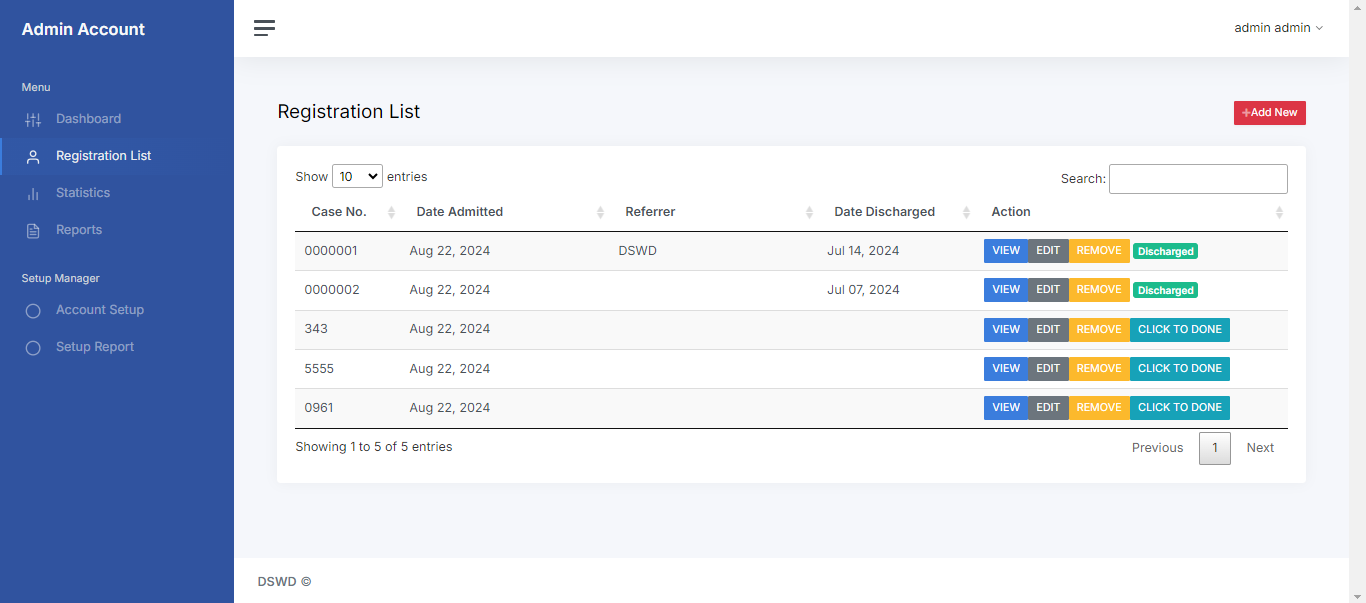 Admin Account
admin admin
Menu
Dashboard
Registration List
Statistics
Reports
Setup Manager
Account Setup
Setup Report
Registration List
+Add New
Show 10 entries
Search:
Case No. Date Admitted Referrer Date Discharged Action
0000001 Aug 22, 2024 DSWD Jul 14, 2024 VIEW EDIT REMOVE Discharged
0000002 Aug 22, 2024 Jul 07, 2024 VIEW EDIT REMOVE Discharged
343 Aug 22, 2024 VIEW EDIT REMOVE CLICK TO DONE
5555 Aug 22, 2024 VIEW EDIT REMOVE CLICK TO DONE
0961 Aug 22, 2024 VIEW EDIT REMOVE CLICK TO DONE
Showing 1 to 5 of 5 entries
Previous 1 Next
DSWD ©